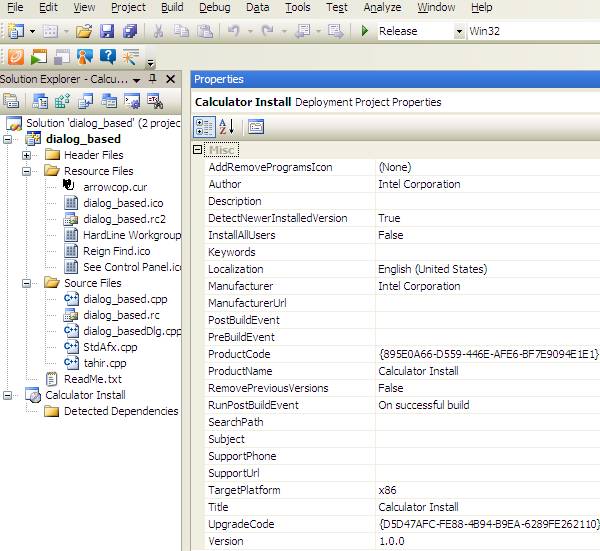 File Edit View Project Build Debug Data Tools Test Analyze Window Help
Release Win32
Solution Explorer - Calcu...
Properties
Calculator Install Deployment Project Properties
Solution 'dialog_based' (2 projec
dialog_based
Header Files
Resource Files
arrowcop.cur
dialog_based.ico
dialog_based.rc2
HardLine Workgroup
Reign Find.ico
See Control Panel.ico
Source Files
dialog_based.cpp
dialog_based.rc
dialog_basedDlg.cpp
StdAfx.cpp
tahir.cpp
ReadMe.txt
Calculator Install
Detected Dependencies
Misc
AddRemoveProgramsIcon (None)
Author Intel Corporation
Description
DetectNewerInstalledVersion True
InstallAllUsers False
Keywords
Localization English (United States)
Manufacturer Intel Corporation
ManufacturerUrl
PostBuildEvent
PreBuildEvent
ProductCode {895E0A66-D559-446E-AFE6-BF7E9094E1E1}
ProductName Calculator Install
RemovePreviousVersions False
RunPostBuildEvent On successful build
SearchPath
Subject
SupportPhone
SupportUrl
TargetPlatform x86
Title Calculator Install
UpgradeCode {D5D47AFC-FE88-4B94-B9EA-6289FE262110}
Version 1.0.0